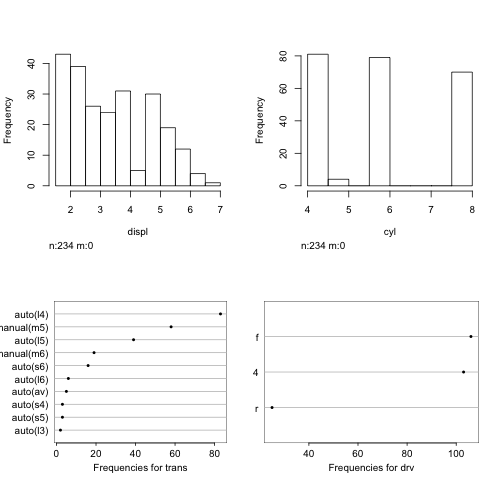 Frequency
0 10 20 30 40
2 3 4 5 6 7
displ
n:234 m:0
Frequency
0 20 40 60 80
4 5 6 7 8
cyl
n:234 m:0
auto(l4)
manual(m5)
auto(l5)
manual(m6)
auto(s6)
auto(l6)
auto(av)
auto(s4)
auto(s5)
auto(l3)
0 20 40 60 80
Frequencies for trans
f
4
r
40 60 80 100
Frequencies for drv